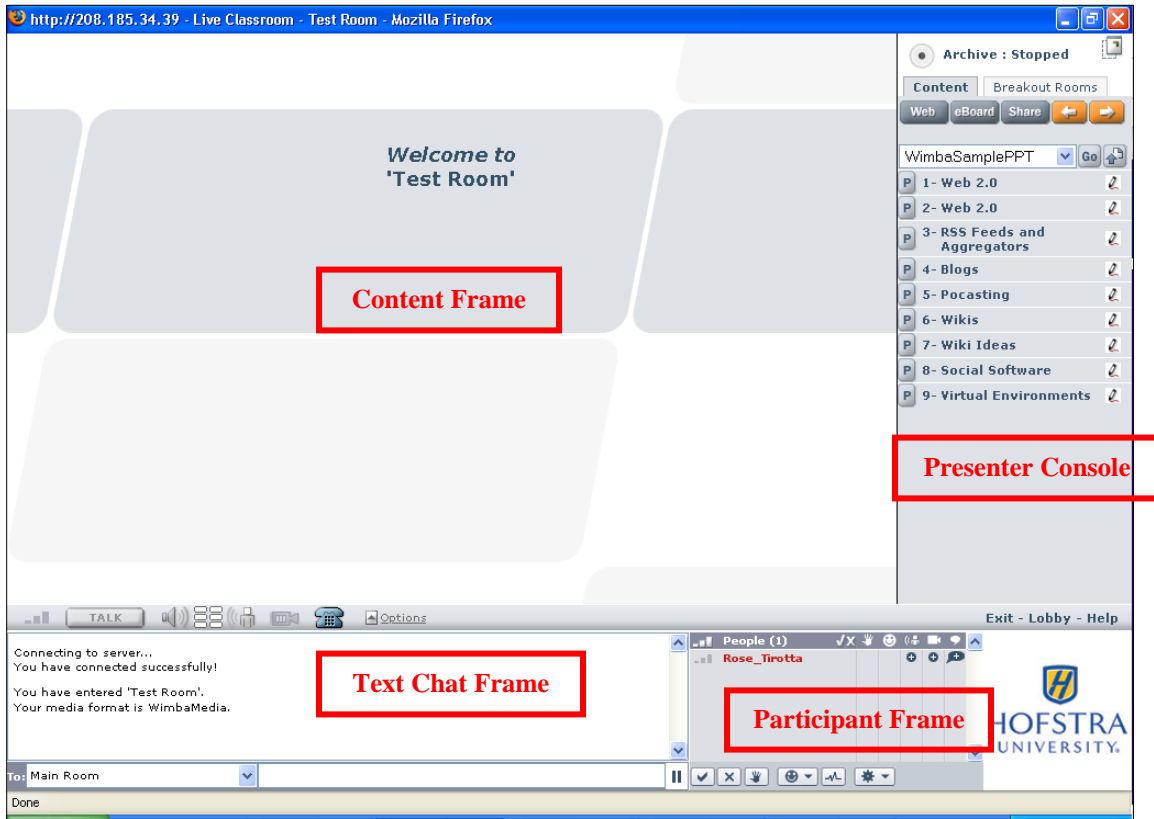 http://208.185.34.39 - Live Classroom - Test Room - Mozilla Firefox
Archive : Stopped
Content Breakout Rooms
Web eBoard Share
WimbaSamplePPT Go
P 1- Web 2.0
P 2- Web 2.0
P 3- RSS Feeds and
Aggregators
P 4- Blogs
P 5- Pocasting
P 6- Wikis
P 7- Wiki Ideas
P 8- Social Software
P 9- Virtual Environments
Welcome to
'Test Room'
Content Frame
Presenter Console
TALK Options
Exit - Lobby - Help
Connecting to server...
You have connected successfully!
You have entered 'Test Room'.
Your media format is WimbaMedia.
Text Chat Frame
People (1)
Rose_Tirotta
Participant Frame
HOFSTRA
UNIVERSITY®
To: Main Room
Done